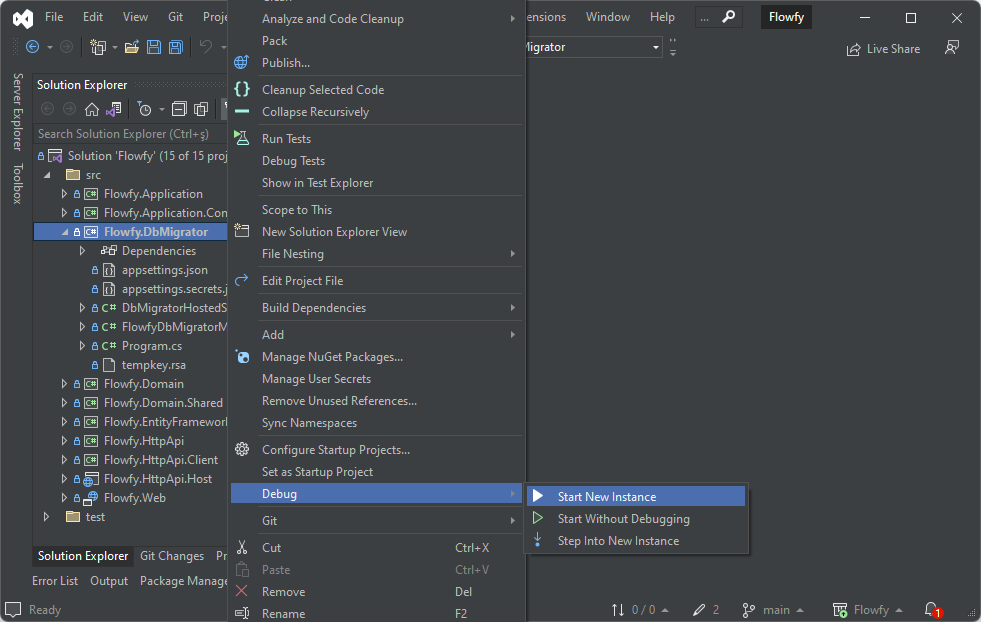 File Edit View Git Proje
ensions Window Help ... Flowfy
Migrator
Live Share
Server Explorer
Toolbox
Solution Explorer
Search Solution Explorer (Ctrl+ş)
Solution 'Flowfy' (15 of 15 proj
src
Flowfy.Application
Flowfy.Application.Con
Flowfy.DbMigrator
Dependencies
appsettings.json
appsettings.secrets.j
DbMigratorHostedS
FlowfyDbMigratorM
Program.cs
tempkey.rsa
Flowfy.Domain
Flowfy.Domain.Shared
Flowfy.EntityFramework
Flowfy.HttpApi
Flowfy.HttpApi.Client
Flowfy.HttpApi.Host
Flowfy.Web
test
Solution Explorer Git Changes Pr
Error List Output Package Manage
Ready
Analyze and Code Cleanup
Pack
Publish...
Cleanup Selected Code
Collapse Recursively
Run Tests
Debug Tests
Show in Test Explorer
Scope to This
New Solution Explorer View
File Nesting
Edit Project File
Build Dependencies
Add
Manage NuGet Packages...
Manage User Secrets
Remove Unused References...
Sync Namespaces
Configure Startup Projects...
Set as Startup Project
Debug
Git
Cut Ctrl+X
Paste Ctrl+V
Remove Del
Rename F2
Start New Instance
Start Without Debugging
Step Into New Instance
0 / 0 2 main Flowfy 1